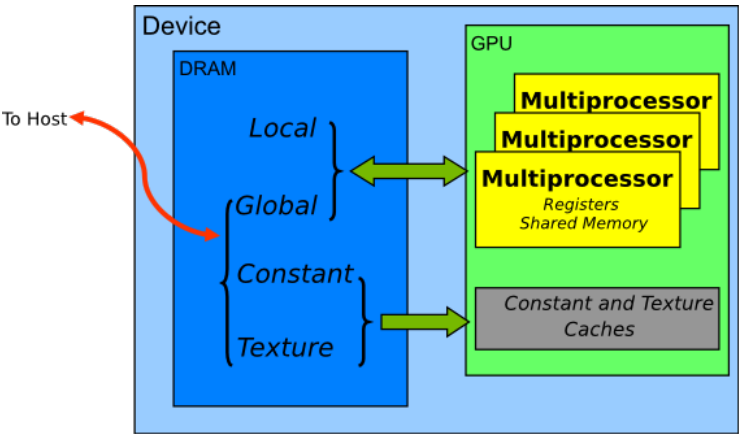 Device
GPU
DRAM
To Host
Local
Global
Constant
Texture
Multiprocessor
Multiprocessor
Multiprocessor
Registers
Shared Memory
Constant and Texture
Caches